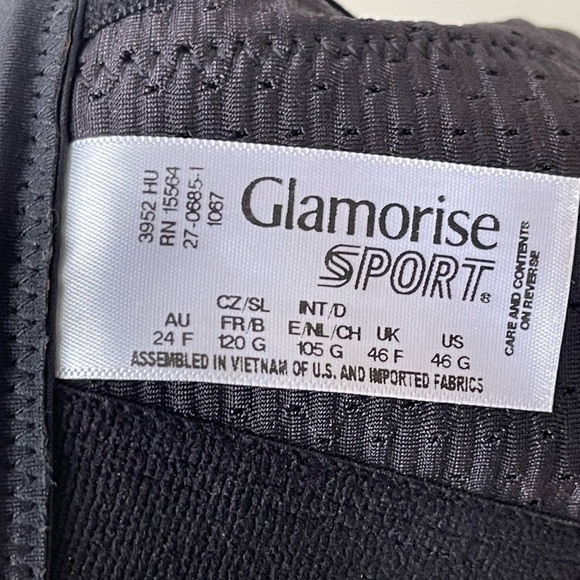 3952 HU
RN 15564
27-0685-1
1067
Glamorise
SPORT®
CARE AND CONTENTS
ON REVERSE
CZ/SL INT/D
AU FR/B E/NL/CH UK US
24 F 120 G 105 G 46 F 46 G
ASSEMBLED IN VIETNAM OF U.S. AND IMPORTED FABRICS